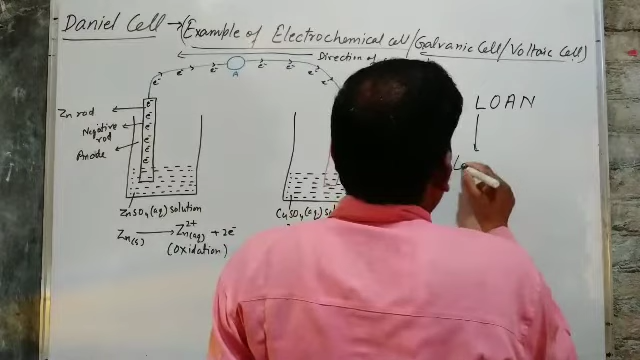 Daniel Cell → (Example of Electrochemical cell/Galvanic Cell/Voltaic Cell)
Direction of
e⁻ e⁻ e⁻ e⁻ e⁻ e⁻
A
Zn rod
Negative rod
Anode
e⁻
e⁻
e⁻
e⁻
e⁻
e⁻
LOAN
ZnSO₄(aq) solution
CuSO₄(aq) sol
Zn(s) → Zn²⁺(aq) + 2e⁻
(Oxidation)